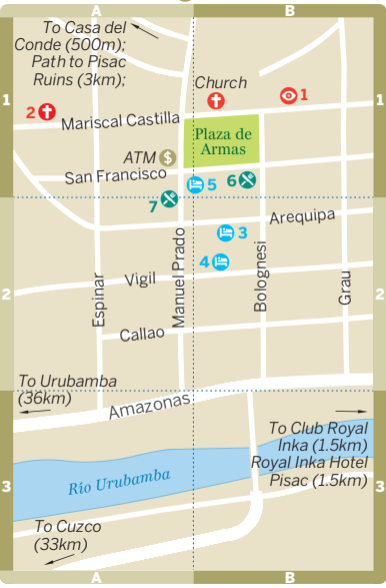 A
B
To Casa del
Conde (500m);
Path to Pisac
Ruins (3km);
Church
1
1
1
2
Mariscal Castilla
Plaza de
Armas
ATM $
San Francisco
5
6
7
Arequipa
3
4
Vigil
Espinar
Manuel Prado
Bolognesi
Grau
2
2
Callao
To Urubamba
(36km)
Amazonas
To Club Royal
Inka (1.5km)
Royal Inka Hotel
Pisac (1.5km)
Río Urubamba
3
3
To Cuzco
(33km)
A
B